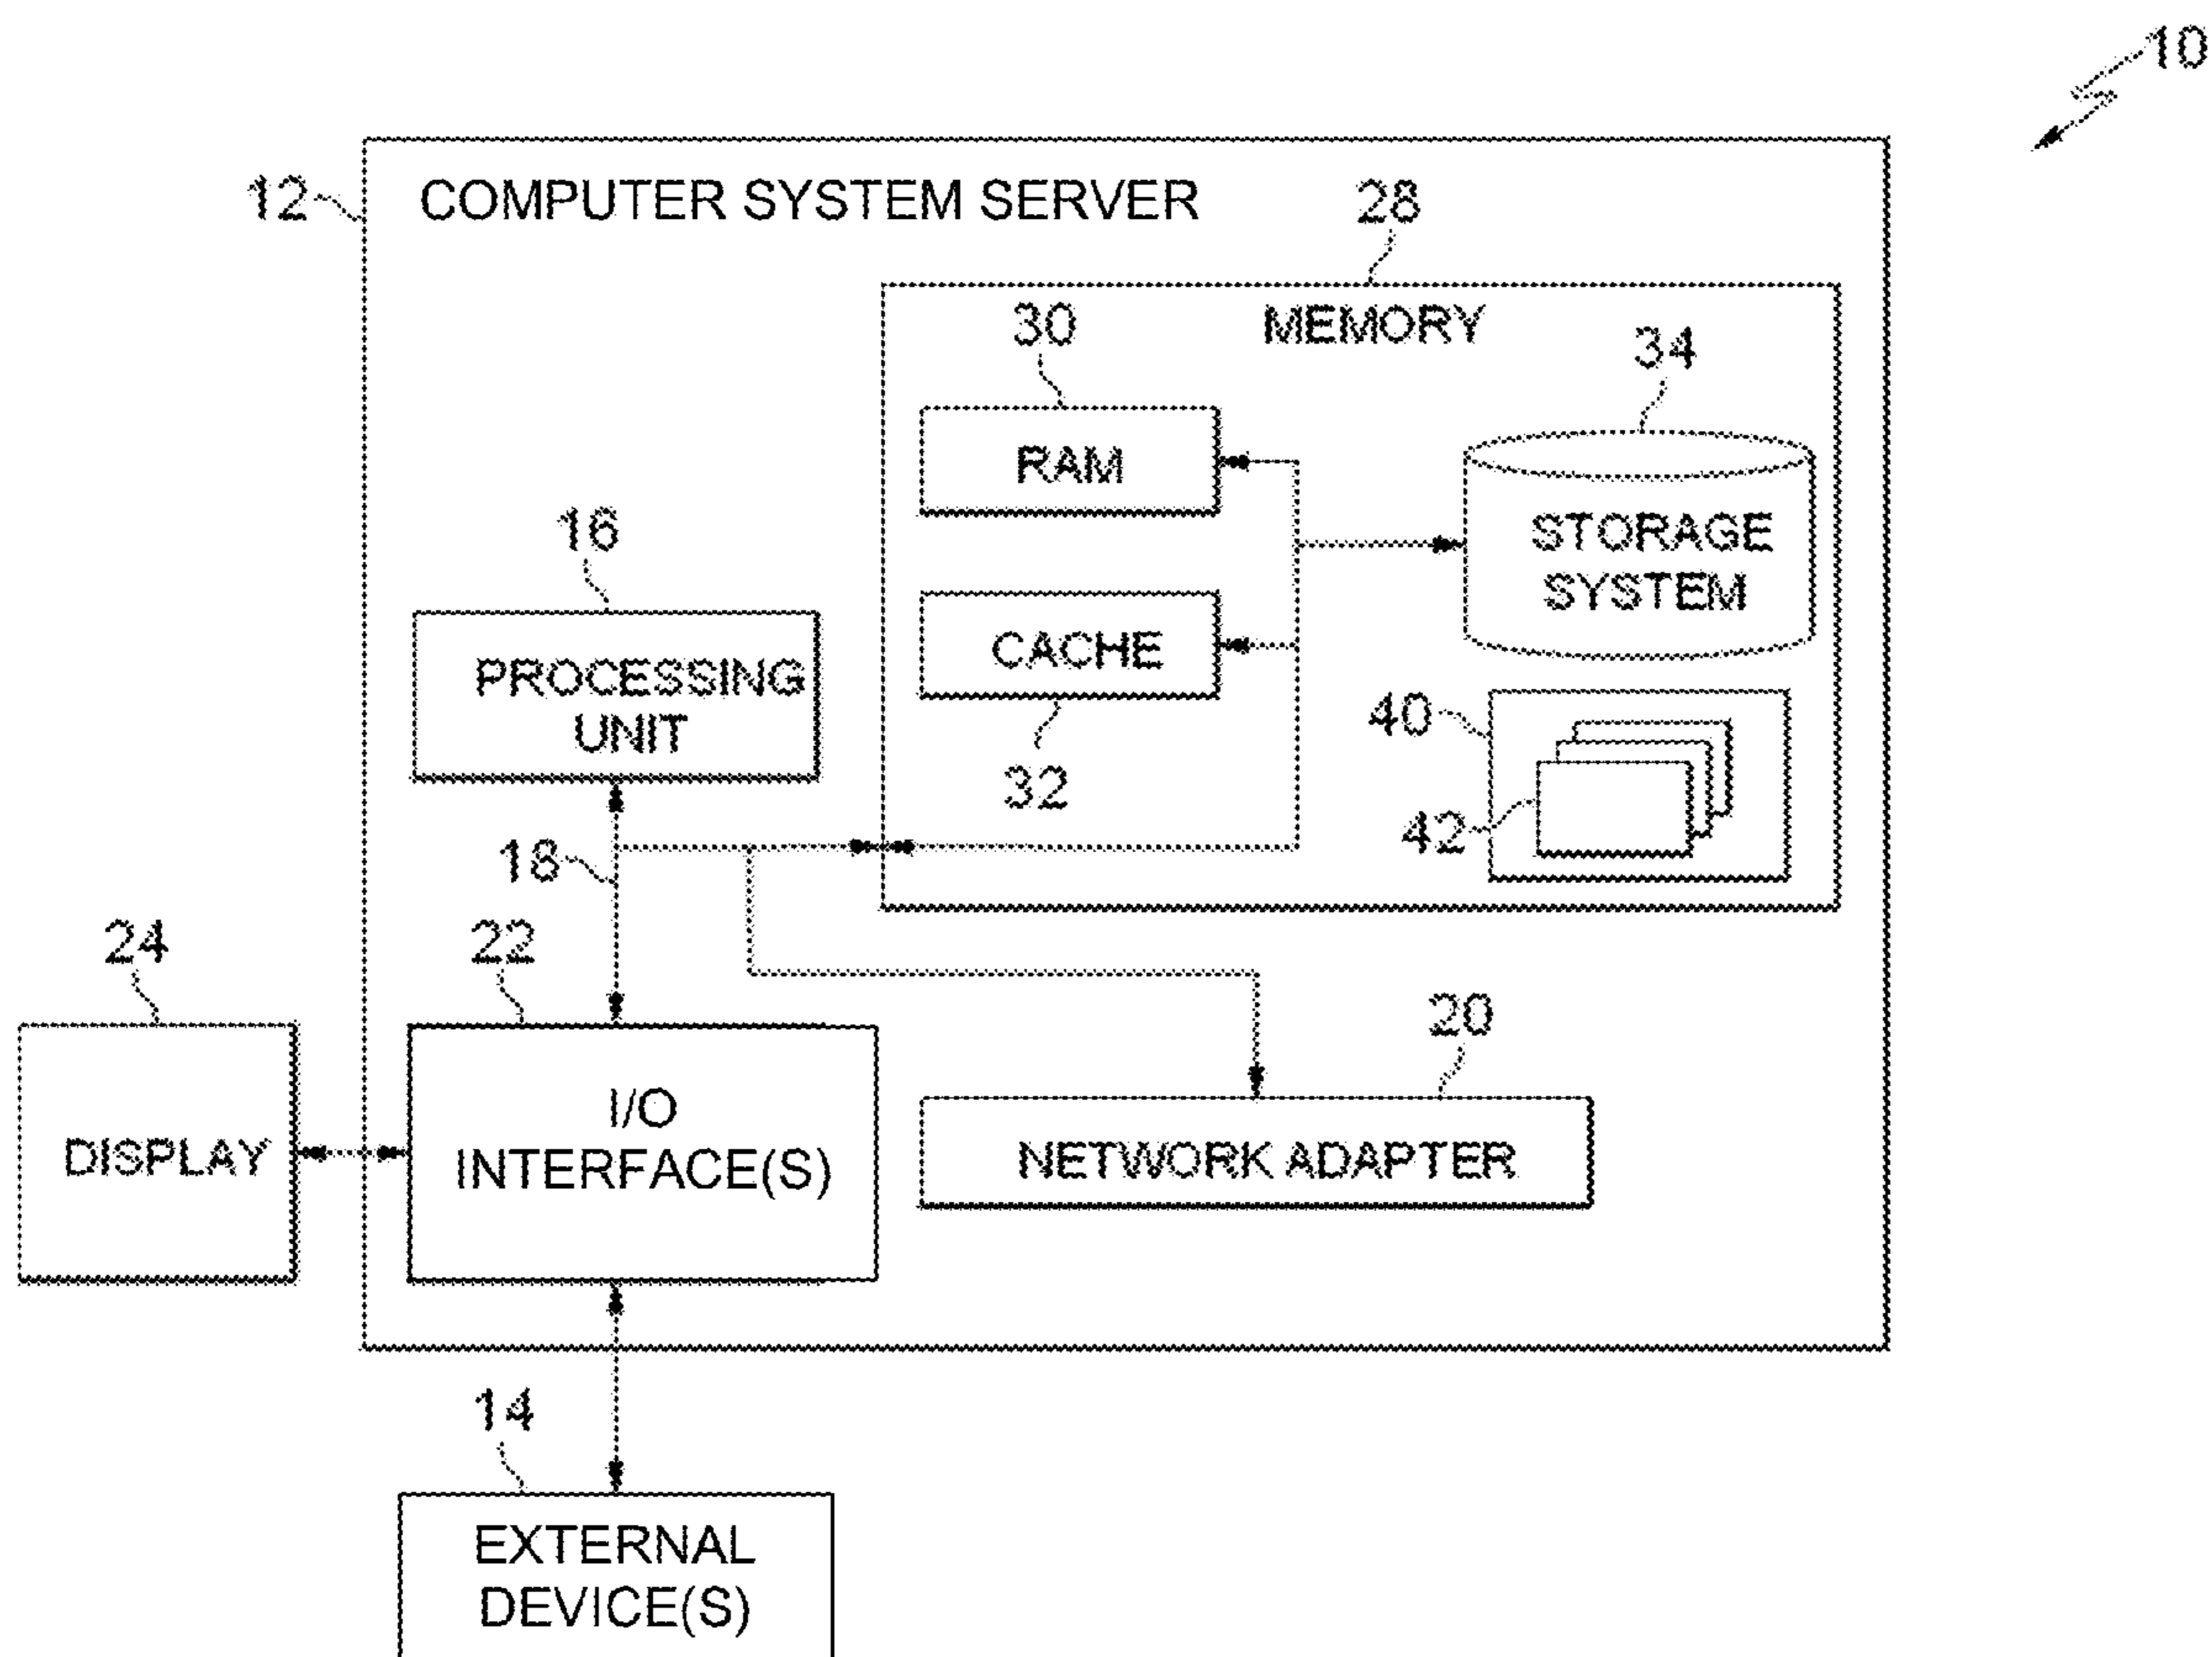 10
12
COMPUTER SYSTEM SERVER
28
MEMORY
30
34
RAM
STORAGE
SYSTEM
16
PROCESSING
UNIT
CACHE
32
40
42
18
24
22
20
DISPLAY
I/O
INTERFACE(S)
NETWORK ADAPTER
14
EXTERNAL
DEVICE(S)